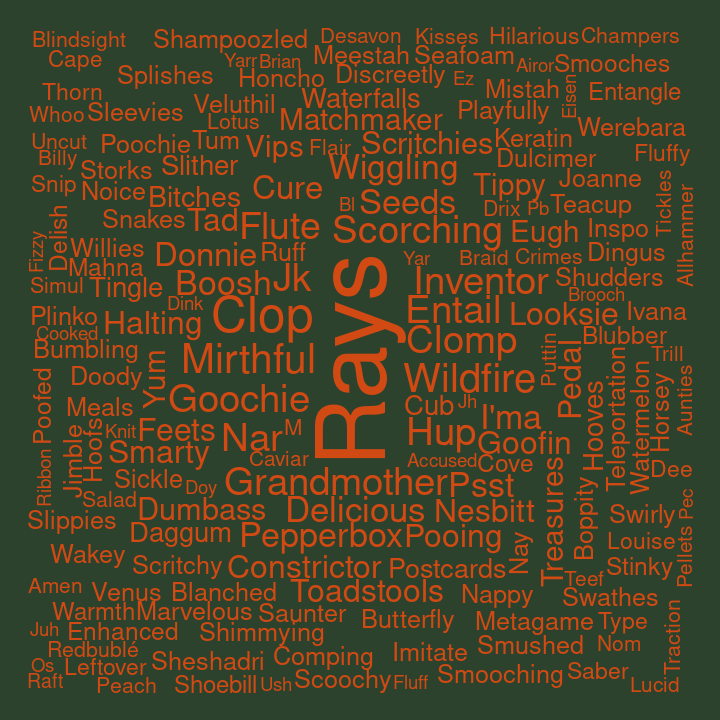 Blindsight
Shampoozled
Desavon
Kisses
Hilarious
Champers
Cape
Splishes
Yarr
Brian
Meestah
Seafoam
Honcho
Discreetly
Ez
Airor
Smooches
Thorn
Whoo
Sleevies
Veluthil
Waterfalls
Mistah
Eisen
Entangle
Lotus
Matchmaker
Playfully
Werebara
Uncut
Poochie
Tum
Vips
Flair
Scritchies
Keratin
Billy
Storks
Slither
Wiggling
Dulcimer
Fluffy
Snip
Noice
Bitches
Cure
Tippy
Joanne
Tickles
Allhammer
Snakes
Tad
Flute
Bl
Seeds
Drix
Pb
Teacup
Fizzy
Delish
Willies
Donnie
Ruff
Scorching
Eugh
Inspo
Mahna
Yar
Braid
Crimes
Dingus
Simul
Tingle
Boosh
Jk
Rays
Inventor
Shudders
Plinko
Dink
Brooch
Cooked
Halting
Clop
Entail
Looksie
Ivana
Bumbling
Clomp
Puttin
Blubber
Trill
Doody
Yum
Mirthful
Wildfire
Pedal
Teleportation
Watermelon
Horsey
Aunties
Poofed
Meals
Goochie
Cub
Jh
I'ma
Hooves
Hoofs
Knit
Feets
Nar
M
Hup
Goofin
Jimble
Smarty
Caviar
Accused
Cove
Dee
Ribbon
Sickle
Doy
Grandmother
Psst
Treasures
Boppity
Salad
Pec
Slippies
Dumbass
Delicious
Nesbitt
Swirly
Daggum
Pepperbox
Pooing
Nay
Louise
Pellets
Wakey
Scritchy
Constrictor
Postcards
Teef
Stinky
Amen
Venus
Blanched
Toadstools
Nappy
Swathes
Warmth
Marvelous
Saunter
Butterfly
Metagame
Type
Traction
Juh
Enhanced
Shimmying
Redbublé
Smushed
Nom
Os
Leftover
Sheshadri
Comping
Imitate
Smooching
Saber
Raft
Peach
Shoebill
Ush
Scoochy
Fluff
Lucid